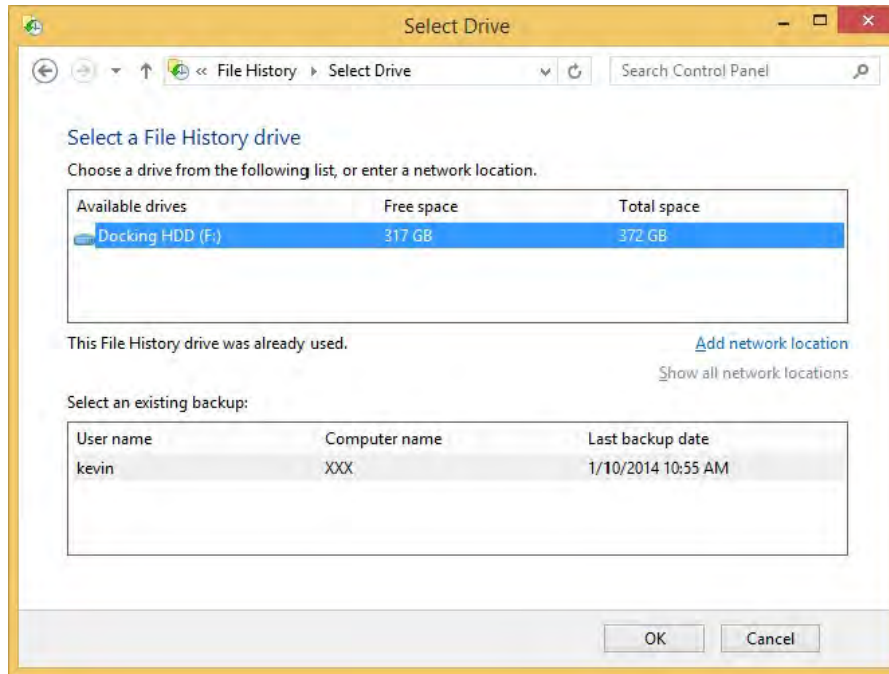 Select Drive
« File History Select Drive Search Control Panel
Select a File History drive
Choose a drive from the following list, or enter a network location.
Available drives Free space Total space
Docking HDD (F:) 317 GB 372 GB
This File History drive was already used. Add network location
Show all network locations
Select an existing backup:
User name Computer name Last backup date
kevin XXX 1/10/2014 10:55 AM
OK Cancel